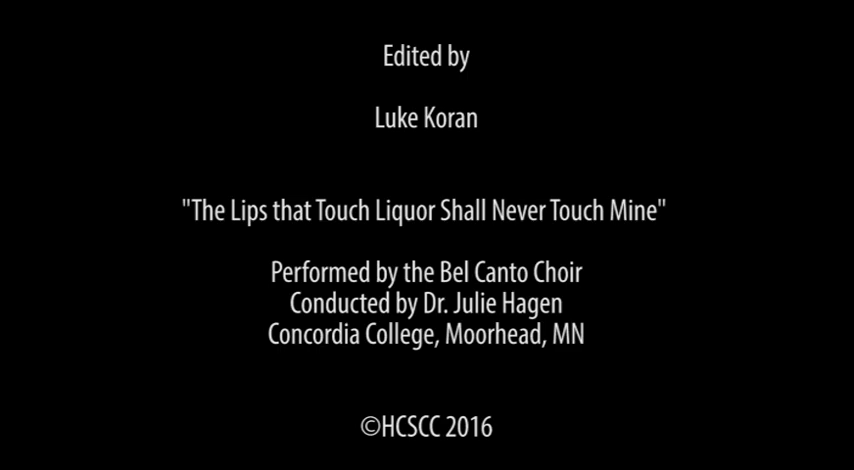 Edited by
Luke Koran
"The Lips that Touch Liquor Shall Never Touch Mine"
Performed by the Bel Canto Choir
Conducted by Dr. Julie Hagen
Concordia College, Moorhead, MN
©HCSCC 2016